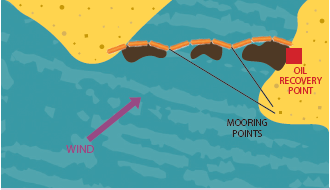 OIL
RECOVERY
POINT
MOORING
POINTS
WIND